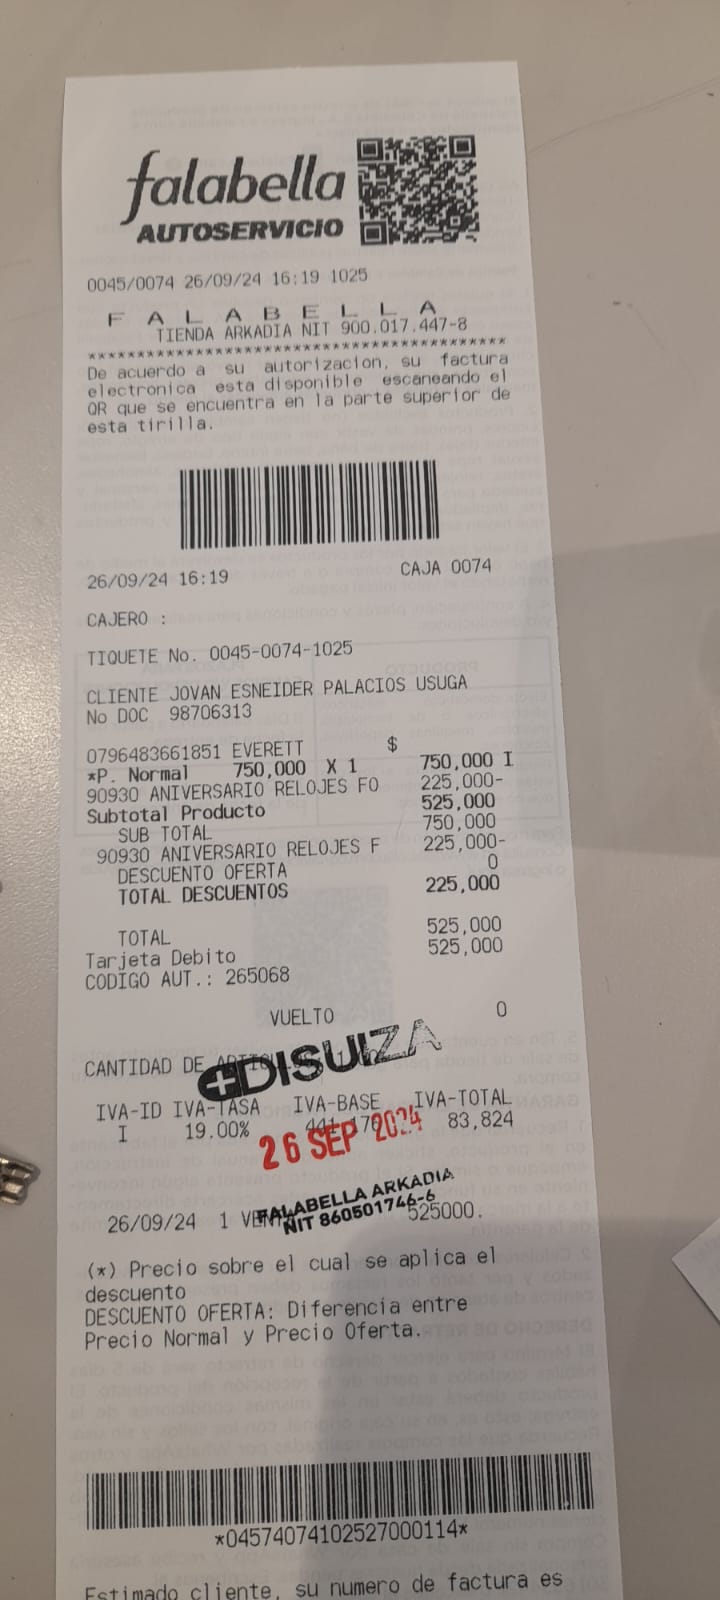 falabella
AUTOSERVICIO
0045/0074 26/09/24 16:19 1025
F A L A B E L L A
TIENDA ARKADIA NIT 900.017.447-8
******************************************
De acuerdo a su autorizacion, su factura
electronica esta disponible escaneando el
QR que se encuentra en la parte superior de
esta tirilla.
26/09/24 16:19 CAJA 0074
CAJERO :
TIQUETE No. 0045-0074-1025
CLIENTE JOVAN ESNEIDER PALACIOS USUGA
No DOC 98706313
0796483661851 EVERETT $
*P. Normal 750,000 X 1 750,000 I
90930 ANIVERSARIO RELOJES FO 225,000-
Subtotal Producto 525,000
SUB TOTAL 750,000
90930 ANIVERSARIO RELOJES F 225,000-
DESCUENTO OFERTA 0
TOTAL DESCUENTOS 225,000
TOTAL 525,000
Tarjeta Debito 525,000
CODIGO AUT.: 265068
VUELTO 0
CANTIDAD DE
DISUIZA
IVA-ID IVA-TASA IVA-BASE IVA-TOTAL
I 19.00% 441,176 83,824
26 SEP 2024
FALABELLA ARKADIA
NIT 860501746-6
26/09/24 1 525000.
(*) Precio sobre el cual se aplica el
descuento
DESCUENTO OFERTA: Diferencia entre
Precio Normal y Precio Oferta.
*04574074102527000114*
Estimado cliente, su numero de factura es